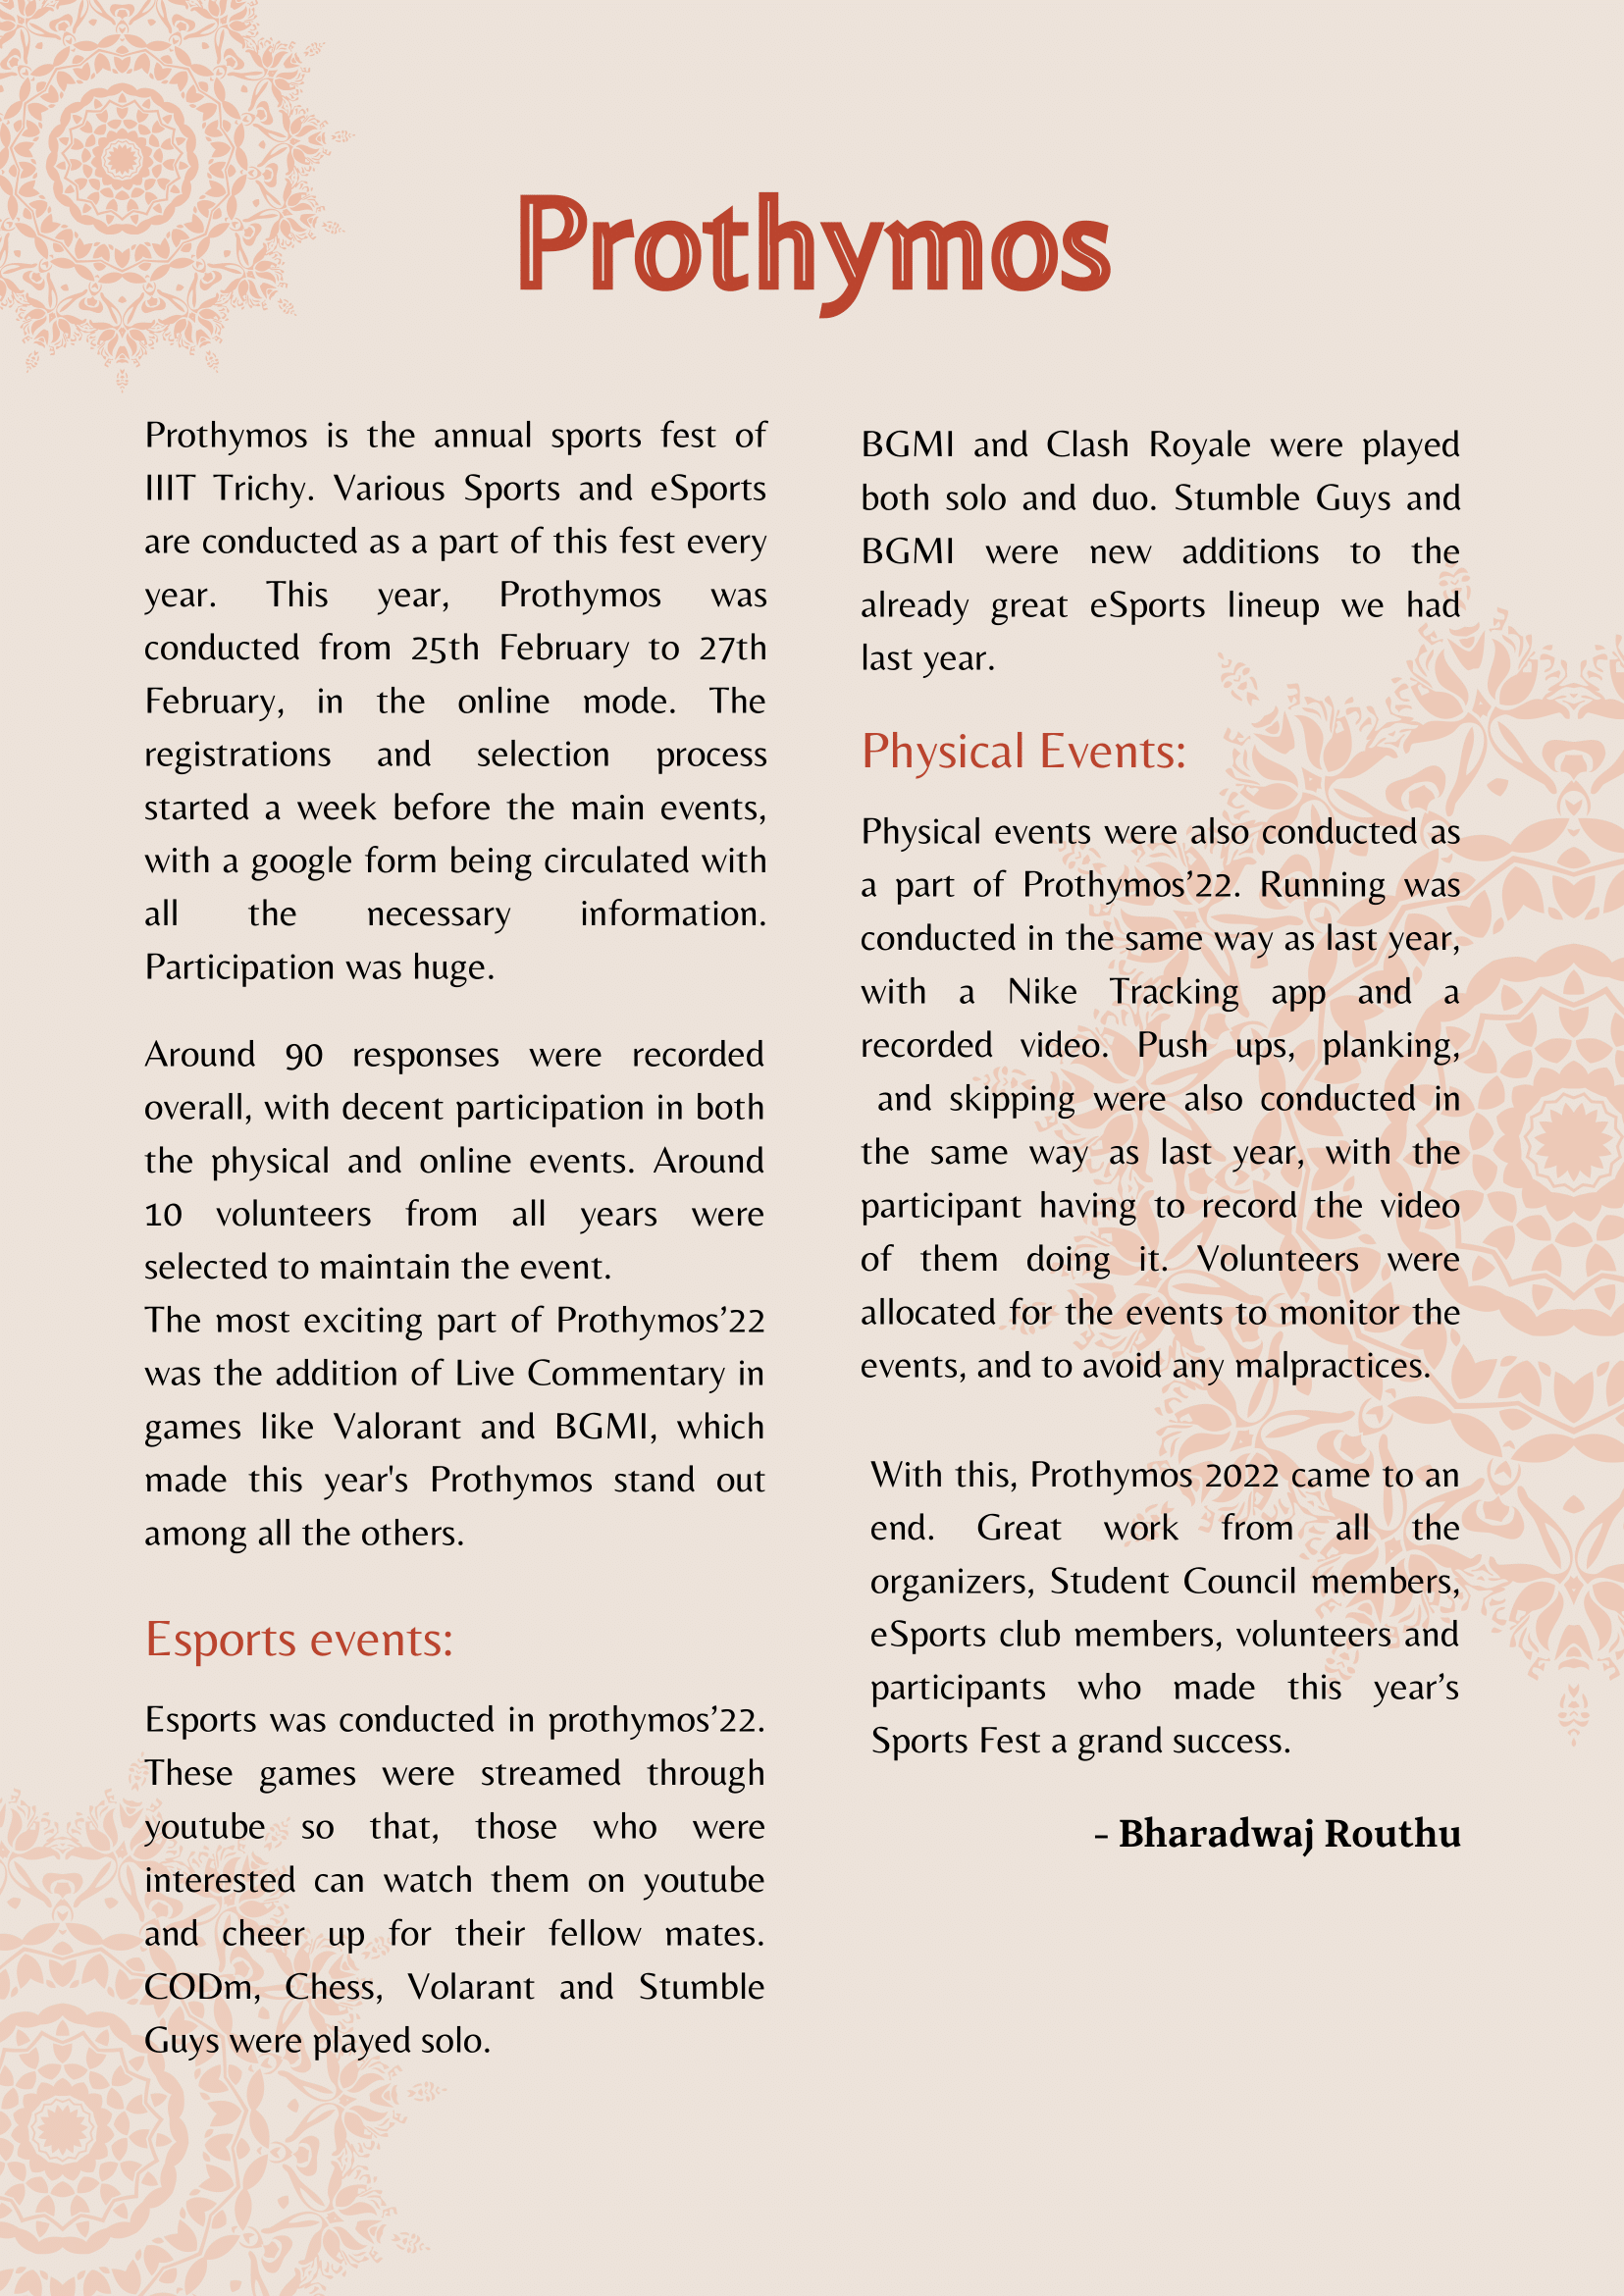 Prothymos
Prothymos is the annual sports fest of
IIIT Trichy. Various Sports and eSports
are conducted as a part of this fest every
year. This year, Prothymos was
conducted from 25th February to 27th
February, in the online mode. The
registrations and selection process
started a week before the main events,
with a google form being circulated with
all the necessary information.
Participation was huge.
Around 90 responses were recorded
overall, with decent participation in both
the physical and online events. Around
10 volunteers from all years were
selected to maintain the event.
The most exciting part of Prothymos’22
was the addition of Live Commentary in
games like Valorant and BGMI, which
made this year's Prothymos stand out
among all the others.
Esports events:
Esports was conducted in prothymos’22.
These games were streamed through
youtube so that, those who were
interested can watch them on youtube
and cheer up for their fellow mates.
CODm, Chess, Volarant and Stumble
Guys were played solo.
BGMI and Clash Royale were played
both solo and duo. Stumble Guys and
BGMI were new additions to the
already great eSports lineup we had
last year.
Physical Events:
Physical events were also conducted as
a part of Prothymos’22. Running was
conducted in the same way as last year,
with a Nike Tracking app and a
recorded video. Push ups, planking,
and skipping were also conducted in
the same way as last year, with the
participant having to record the video
of them doing it. Volunteers were
allocated for the events to monitor the
events, and to avoid any malpractices.
With this, Prothymos 2022 came to an
end. Great work from all the
organizers, Student Council members,
eSports club members, volunteers and
participants who made this year’s
Sports Fest a grand success.
- Bharadwaj Routhu